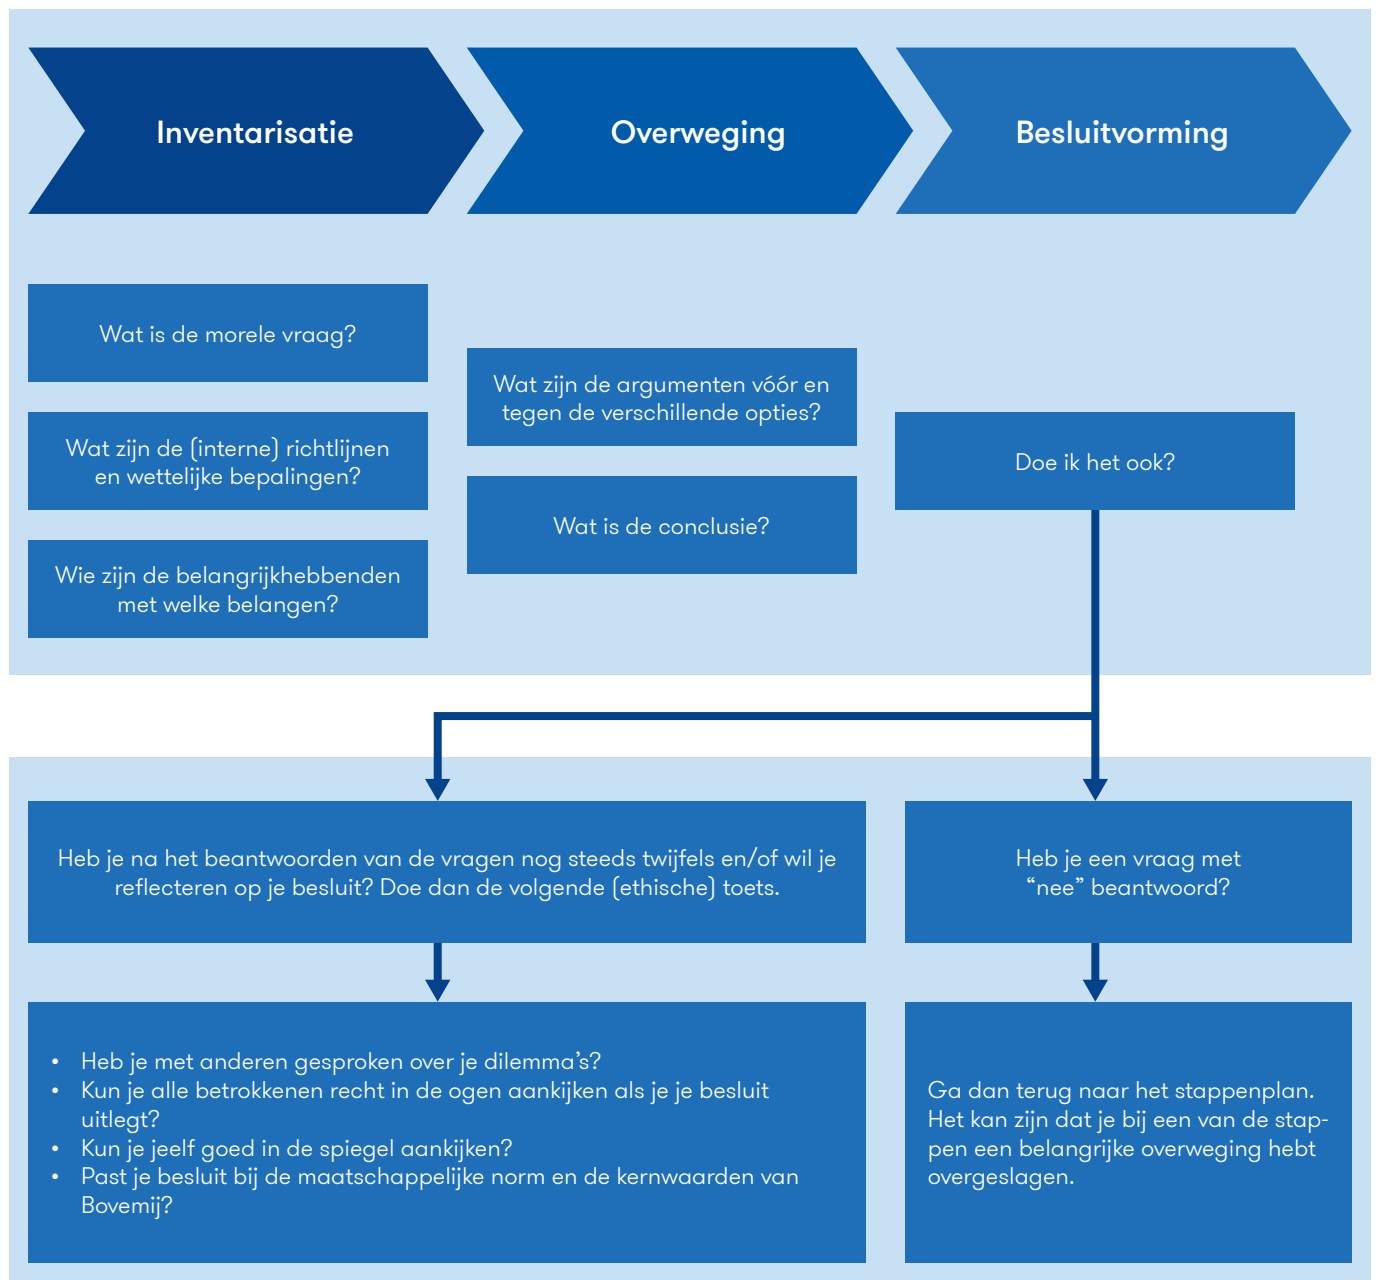 Inventarisatie
Overweging
Besluitvorming
Wat is de morele vraag?
Wat zijn de (interne) richtlijnen
en wettelijke bepalingen?
Wie zijn de belangrijkhebbenden
met welke belangen?
Wat zijn de argumenten vóór en
tegen de verschillende opties?
Wat is de conclusie?
Doe ik het ook?
Heb je na het beantwoorden van de vragen nog steeds twijfels en/of wil je
reflecteren op je besluit? Doe dan de volgende (ethische) toets.
Heb je een vraag met
“nee” beantwoord?
• Heb je met anderen gesproken over je dilemma’s?
• Kun je alle betrokkenen recht in de ogen aankijken als je je besluit
uitlegt?
• Kun je jeelf goed in de spiegel aankijken?
• Past je besluit bij de maatschappelijke norm en de kernwaarden van
Bovemij?
Ga dan terug naar het stappenplan.
Het kan zijn dat je bij een van de stap-
pen een belangrijke overweging hebt
overgeslagen.